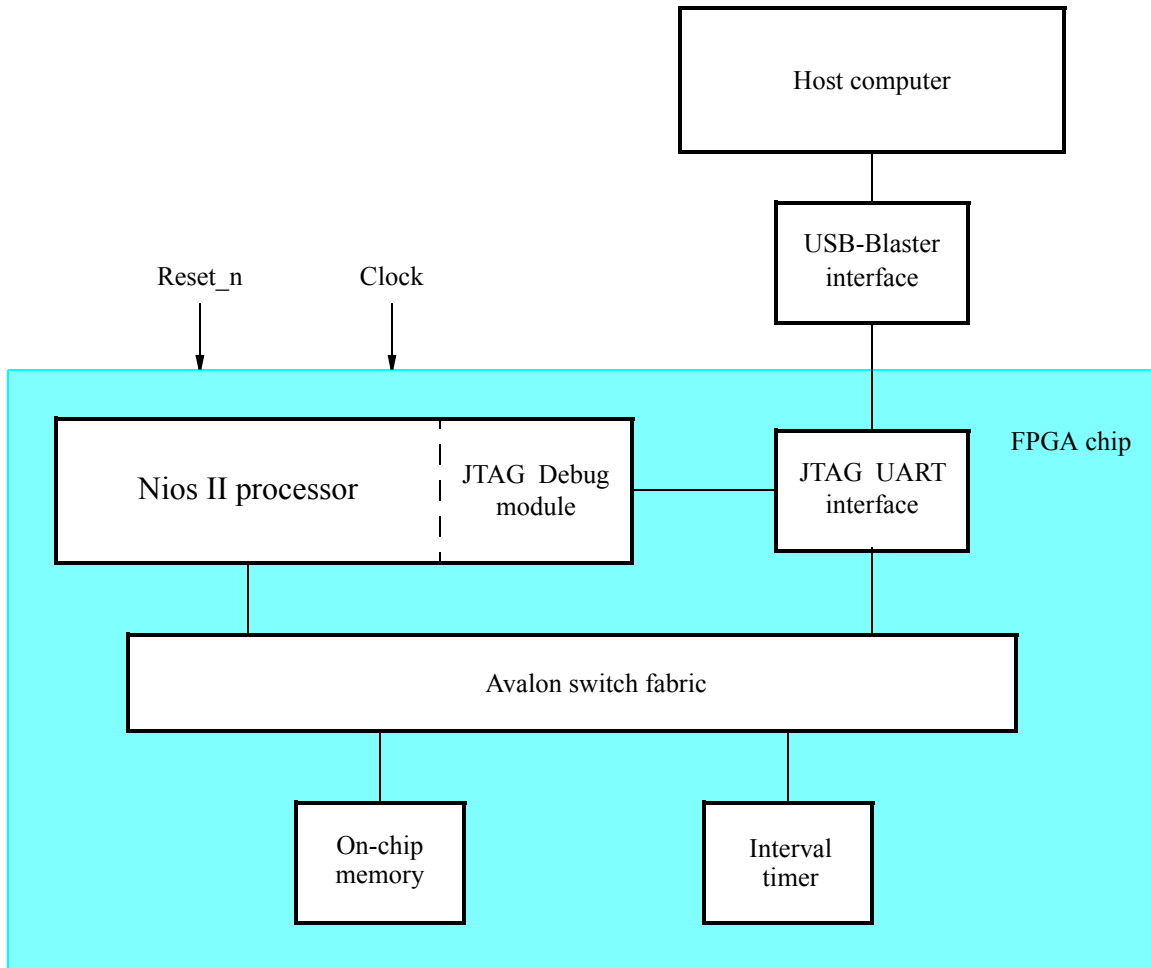 Host computer
USB-Blaster
interface
Reset_n
Clock
FPGA chip
Nios II processor
JTAG Debug
module
JTAG UART
interface
Avalon switch fabric
On-chip
memory
Interval
timer